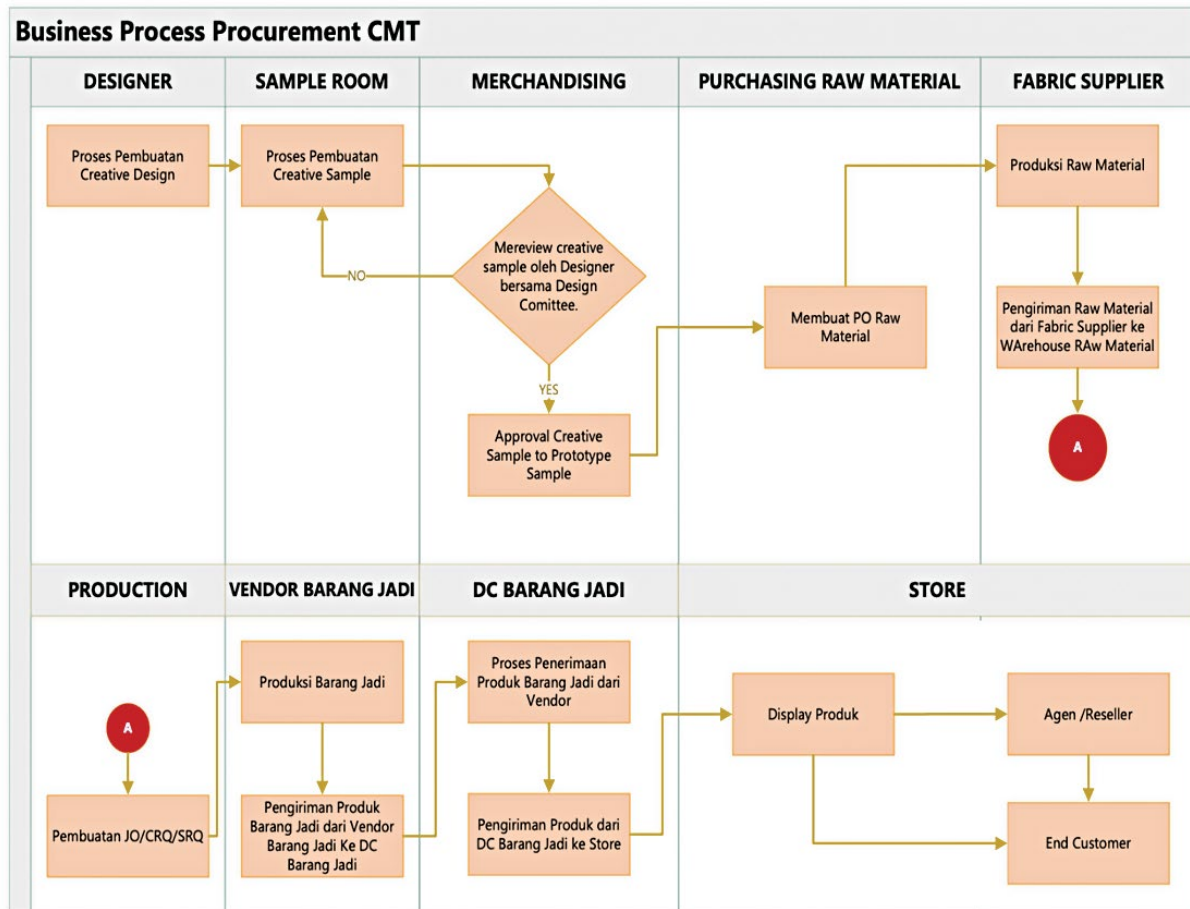 Business Process Procurement CMT
DESIGNER
SAMPLE ROOM
MERCHANDISING
PURCHASING RAW MATERIAL
FABRIC SUPPLIER
Proses Pembuatan
Creative Design
Proses Pembuatan
Creative Sample
Mereview creative
sample oleh Designer
bersama Design
Comittee.
NO
YES
Approval Creative
Sample to Prototype
Sample
Membuat PO Raw
Material
Produksi Raw Material
Pengiriman Raw Material
dari Fabric Supplier ke
WArehouse RAw Material
A
PRODUCTION
VENDOR BARANG JADI
DC BARANG JADI
STORE
A
Pembuatan JO/CRQ/SRQ
Produksi Barang Jadi
Pengiriman Produk
Barang Jadi dari Vendor
Barang Jadi Ke DC
Barang Jadi
Proses Penerimaan
Produk Barang Jadi dari
Vendor
Pengiriman Produk dari
DC Barang Jadi ke Store
Display Produk
Agen /Reseller
End Customer